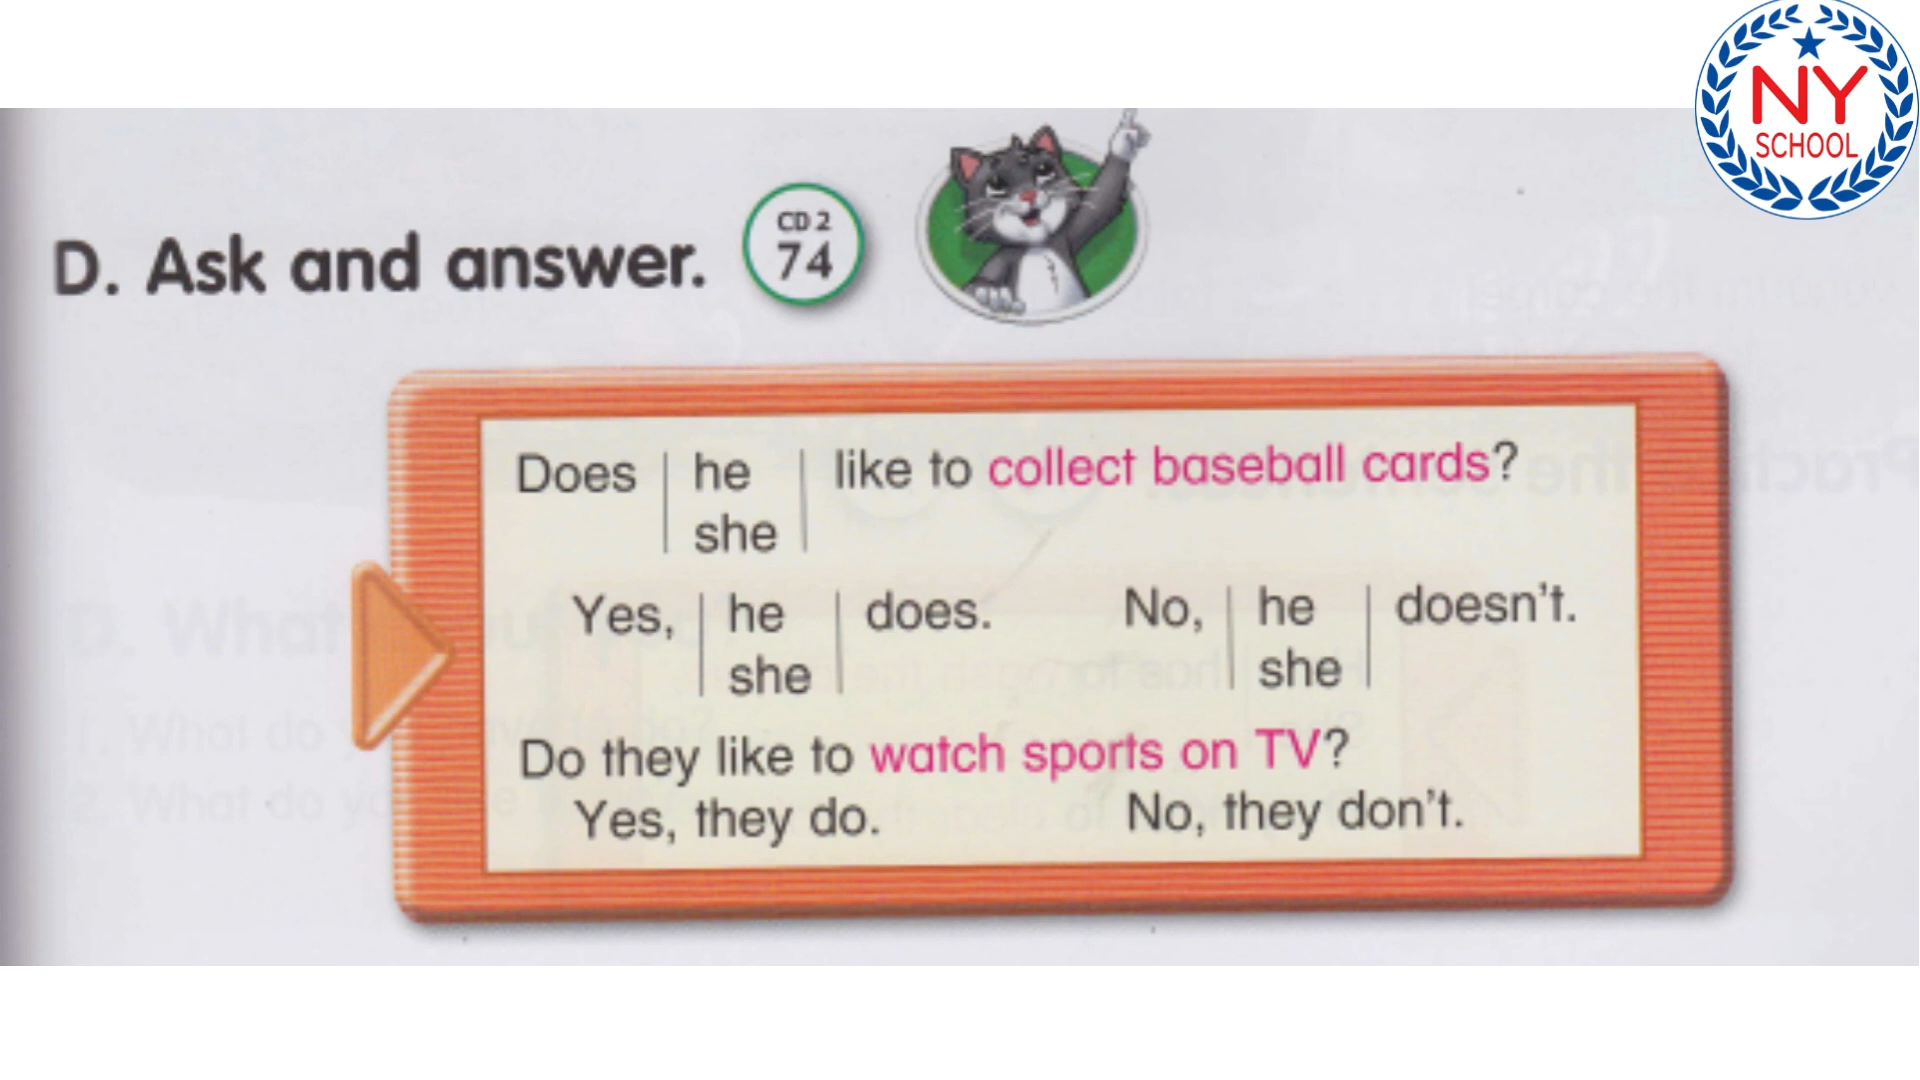 NY
SCHOOL
D. Ask and answer.
CD 2
74
Does he like to collect baseball cards?
she
Yes, he does. No, he doesn't.
she she
Do they like to watch sports on TV?
Yes, they do. No, they don't.